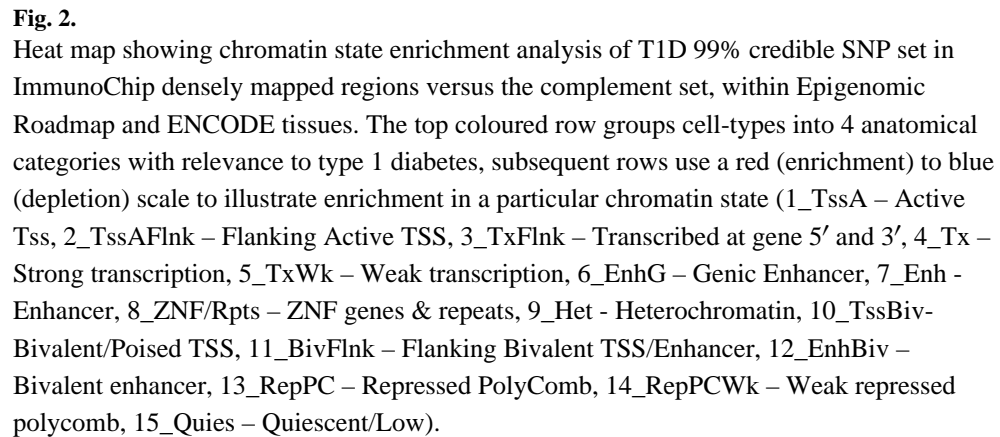 Fig. 2.
Heat map showing chromatin state enrichment analysis of T1D 99% credible SNP set in
ImmunoChip densely mapped regions versus the complement set, within Epigenomic
Roadmap and ENCODE tissues. The top coloured row groups cell-types into 4 anatomical
categories with relevance to type 1 diabetes, subsequent rows use a red (enrichment) to blue
(depletion) scale to illustrate enrichment in a particular chromatin state (1_TssA – Active
Tss, 2_TssAFlnk – Flanking Active TSS, 3_TxFlnk – Transcribed at gene 5′ and 3′, 4_Tx –
Strong transcription, 5_TxWk – Weak transcription, 6_EnhG – Genic Enhancer, 7_Enh -
Enhancer, 8_ZNF/Rpts – ZNF genes & repeats, 9_Het - Heterochromatin, 10_TssBiv-
Bivalent/Poised TSS, 11_BivFlnk – Flanking Bivalent TSS/Enhancer, 12_EnhBiv –
Bivalent enhancer, 13_RepPC – Repressed PolyComb, 14_RepPCWk – Weak repressed
polycomb, 15_Quies – Quiescent/Low).